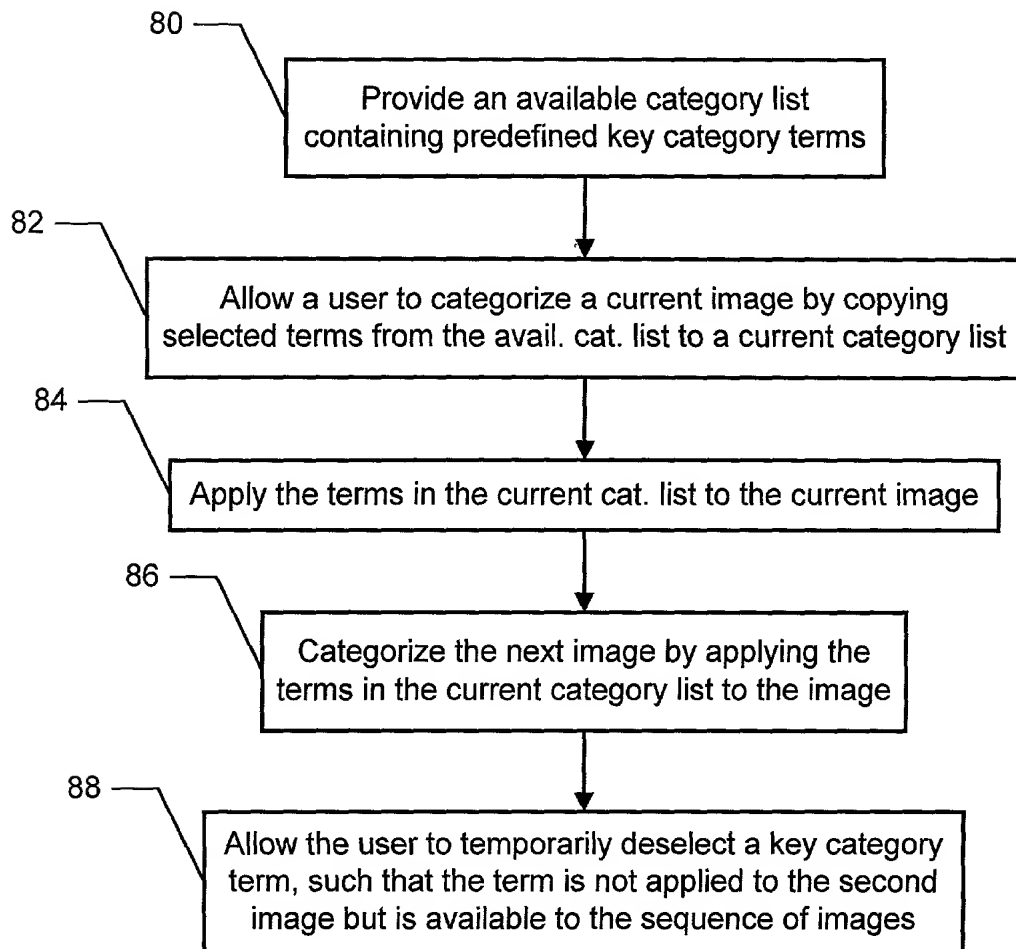 80
Provide an available category list
containing predefined key category terms
82
Allow a user to categorize a current image by copying
selected terms from the avail. cat. list to a current category list
84
Apply the terms in the current cat. list to the current image
86
Categorize the next image by applying the
terms in the current category list to the image
88
Allow the user to temporarily deselect a key category
term, such that the term is not applied to the second
image but is available to the sequence of images